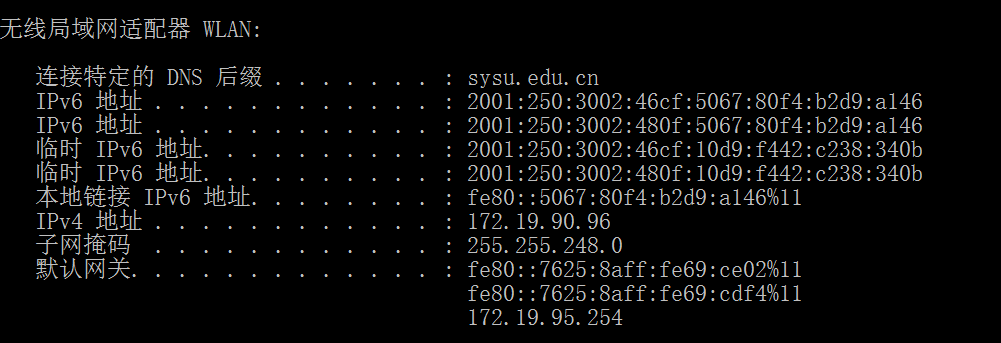 无线局域网适配器 WLAN:
连接特定的 DNS 后缀 . . . . . . . : sysu.edu.cn
IPv6 地址 . . . . . . . . . . . . : 2001:250:3002:46cf:5067:80f4:b2d9:a146
IPv6 地址 . . . . . . . . . . . . : 2001:250:3002:480f:5067:80f4:b2d9:a146
临时 IPv6 地址. . . . . . . . . . : 2001:250:3002:46cf:10d9:f442:c238:340b
临时 IPv6 地址. . . . . . . . . . : 2001:250:3002:480f:10d9:f442:c238:340b
本地链接 IPv6 地址. . . . . . . . : fe80::5067:80f4:b2d9:a146%11
IPv4 地址 . . . . . . . . . . . . : 172.19.90.96
子网掩码  . . . . . . . . . . . . : 255.255.248.0
默认网关. . . . . . . . . . . . . : fe80::7625:8aff:fe69:ce02%11
fe80::7625:8aff:fe69:cdf4%11
172.19.95.254